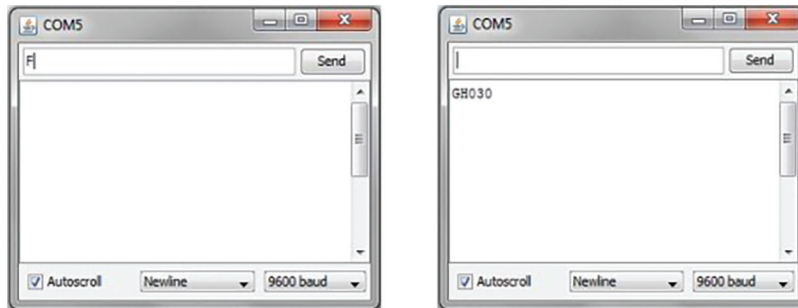 COM5
F
Send
Autoscroll
Newline
9600 baud
COM5
Send
GH030
Autoscroll
Newline
9600 baud